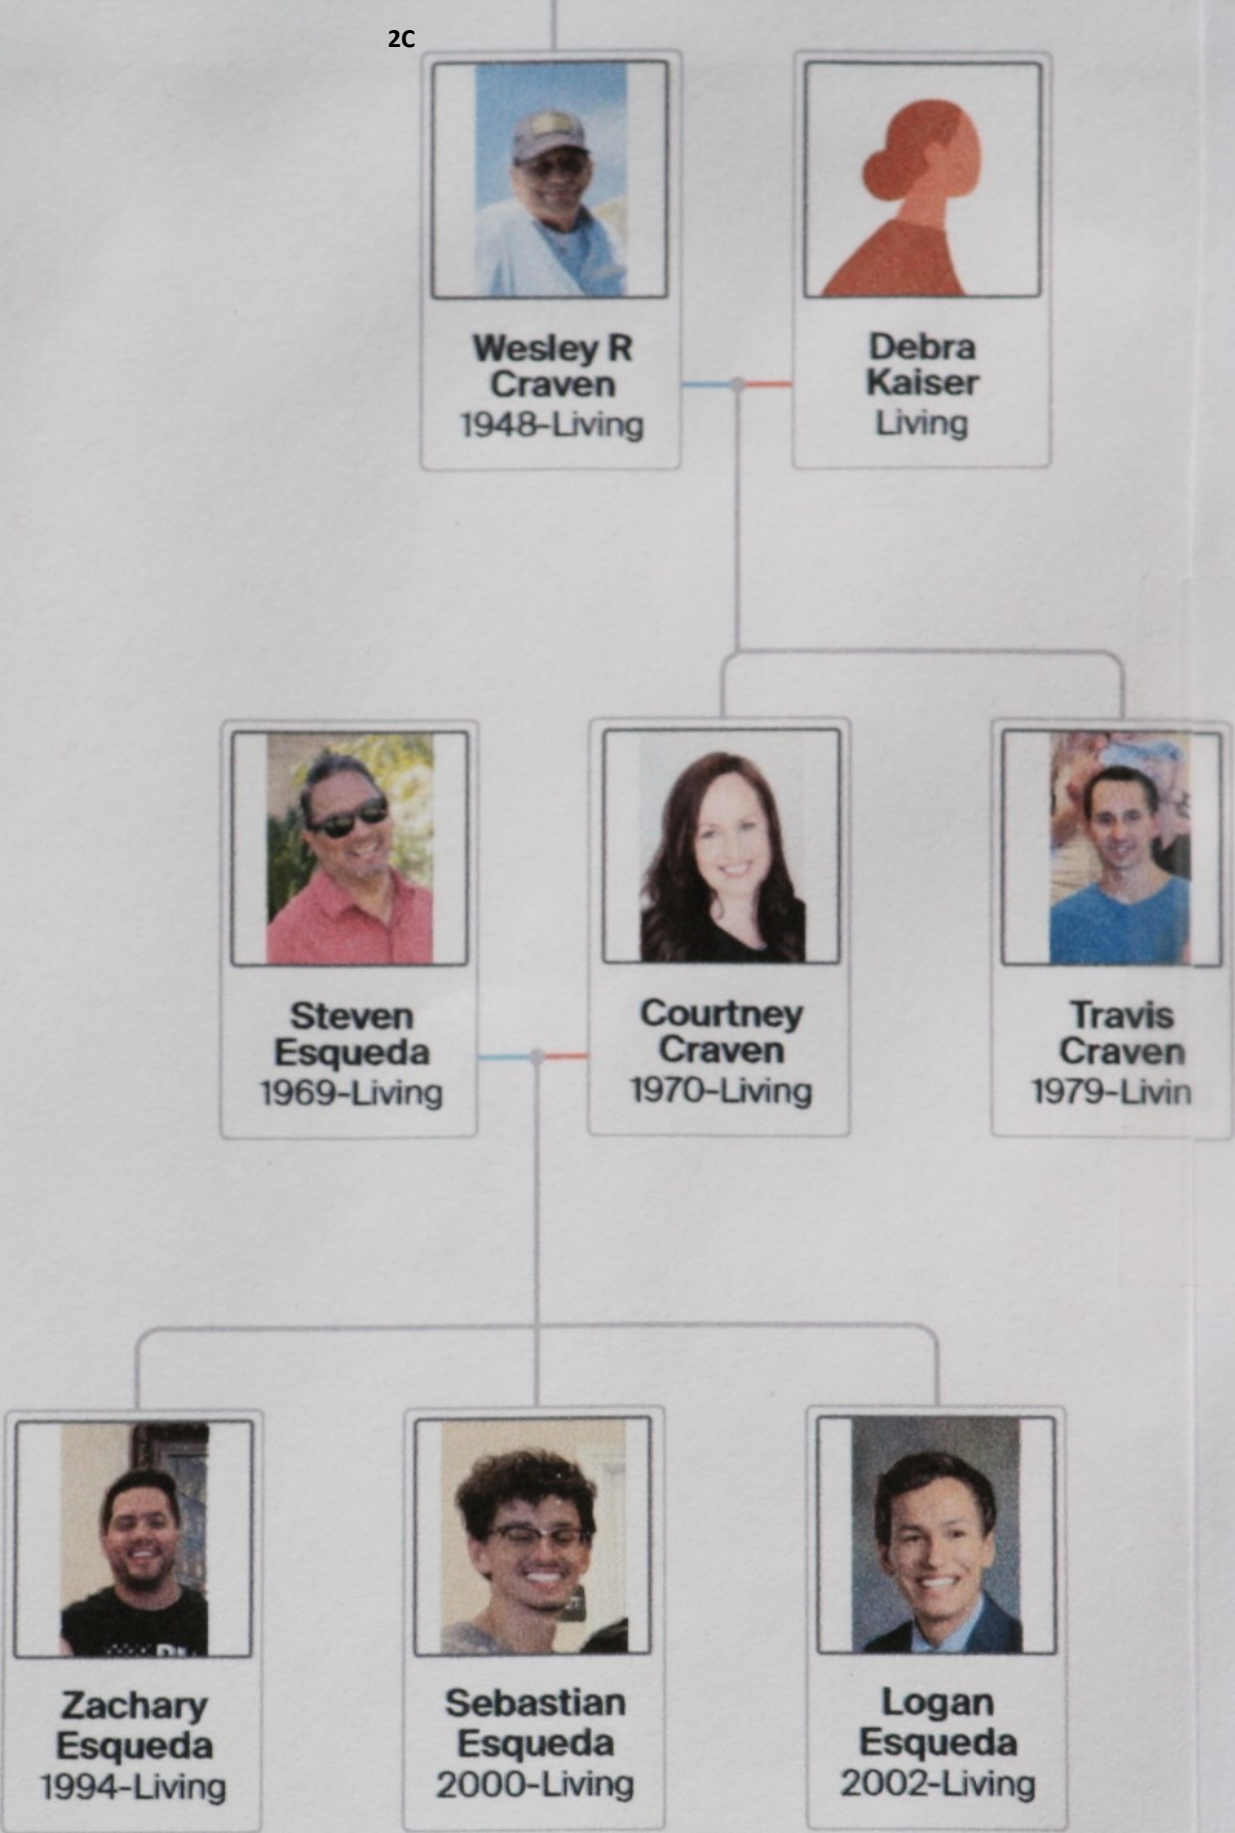 2C
Wesley R
Craven
1948-Living
Debra
Kaiser
Living
Steven
Esqueda
1969-Living
Courtney
Craven
1970-Living
Travis
Craven
1979-Livin
Zachary
Esqueda
1994-Living
Sebastian
Esqueda
2000-Living
Logan
Esqueda
2002-Living